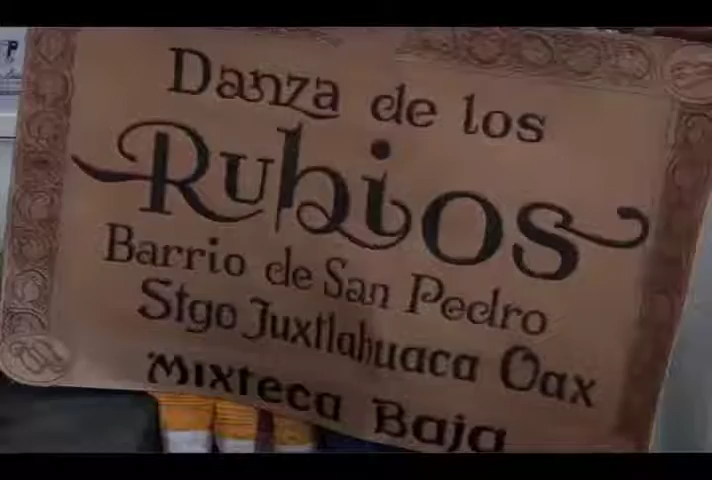 Danza de los
Rubios
Barrio de San Pedro
Stgo Juxtlahuaca Oax
Mixteca Baja